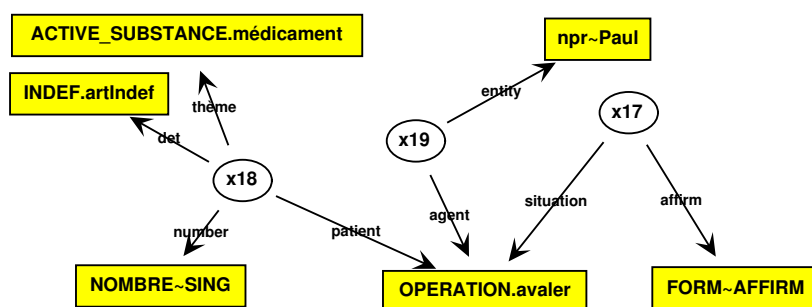 ACTIVE_SUBSTANCE.médicament
npr~Paul
INDEF.artIndef
thème
entity
det
x19
x17
x18
number
patient
agent
situation
affirm
NOMBRE~SING
OPERATION.avaler
FORM~AFFIRM